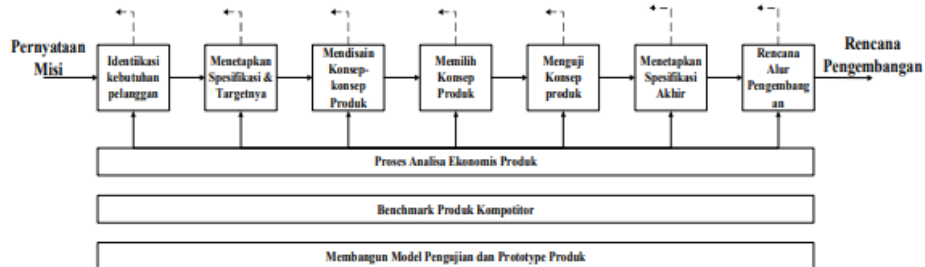 Pernyataan
Misi
Identiikasi
kebutuhan
pelanggan
Menetapkan
Spesifikasi &
Targetnya
Mendisain
Konsep-
konsep
Produk
Memilih
Konsep
Produk
Menguji
Konsep
produk
Menetapkan
Spesifikasi
Akhir
Rencana
Alur
Pengembang
an
Rencana
Pengembangan
Proses Analisa Ekonomis Produk
Benchmark Produk Kompotitor
Membangun Model Pengujian dan Prototype Produk